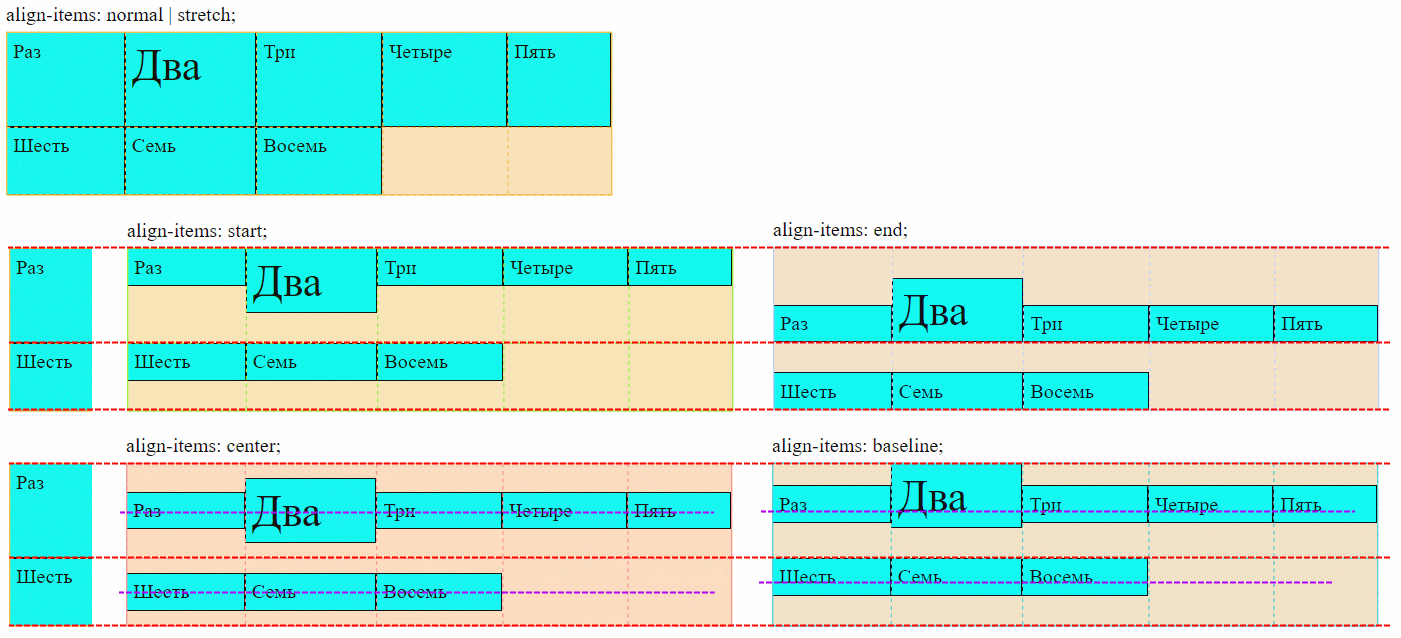 align-items: normal | stretch;
Раз Два Три Четыре Пять
Шесть Семь Восемь
align-items: start; align-items: end;
Раз Раз Два Три Четыре Пять Раз Два Три Четыре Пять
Шесть Шесть Семь Восемь Шесть Семь Восемь
align-items: center; align-items: baseline;
Раз Раз Два Три Четыре Пять Раз Два Три Четыре Пять
Шесть Шесть Семь Восемь Шесть Семь Восемь